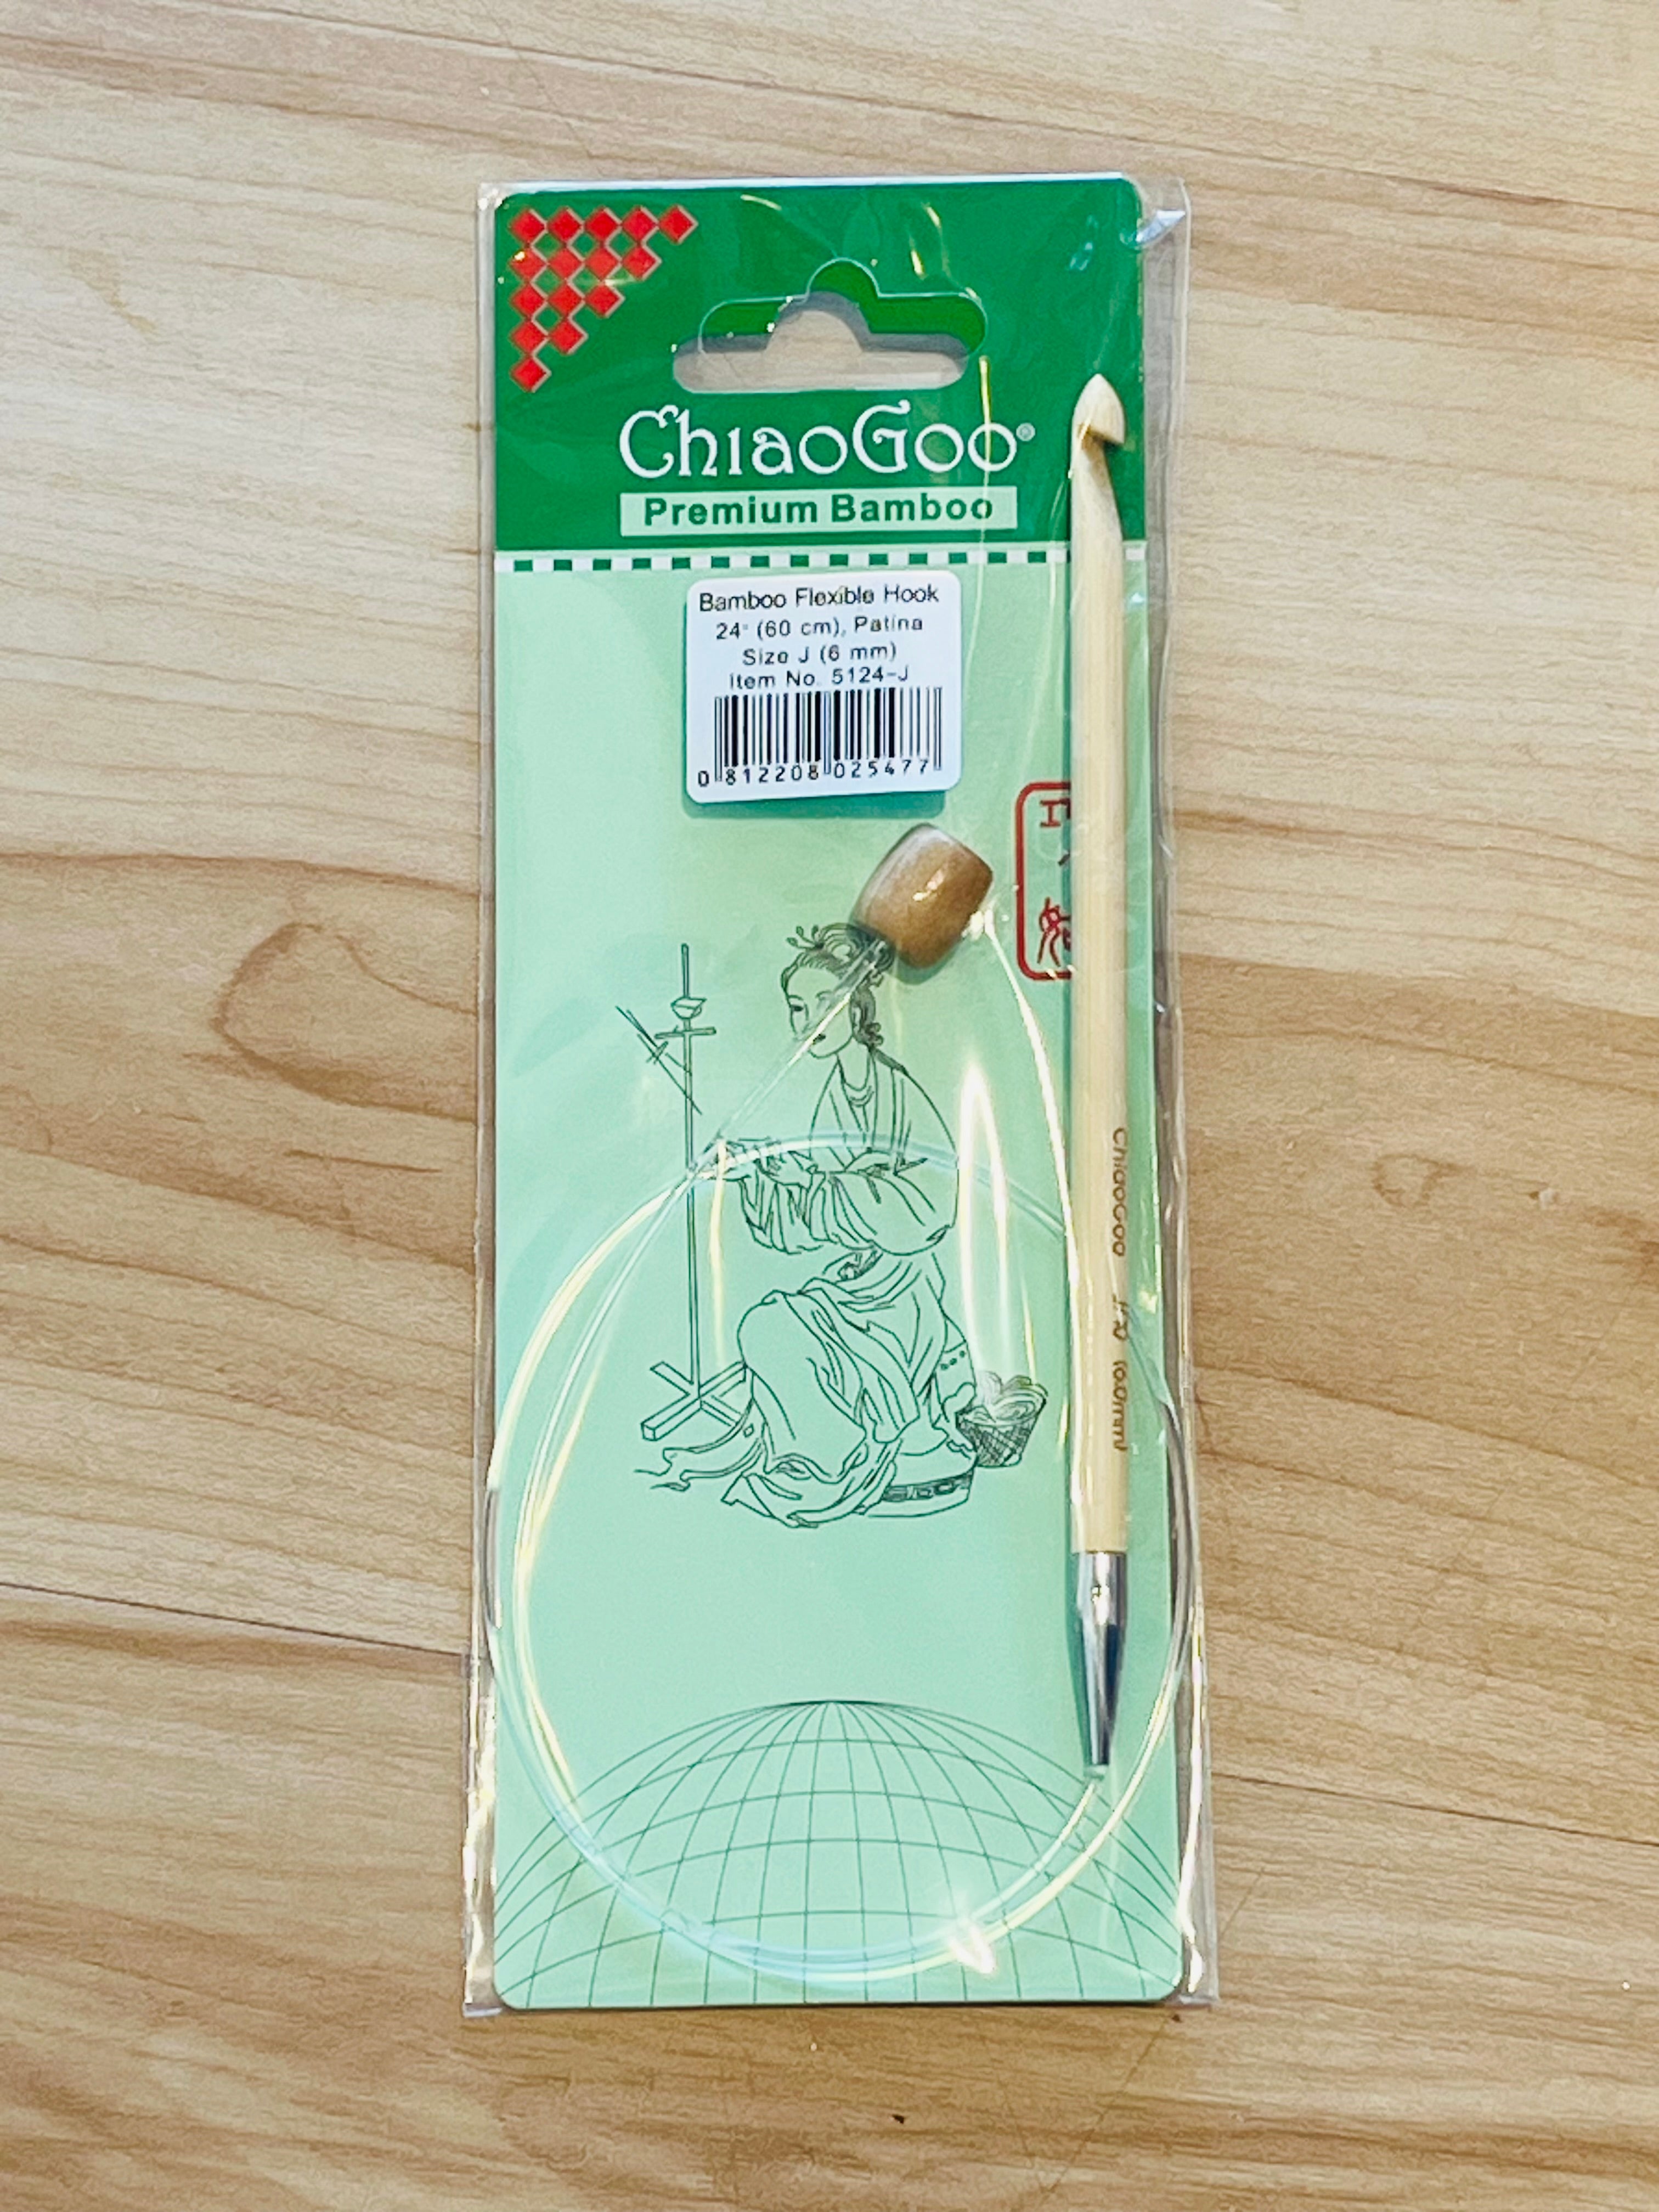 ChiaoGoo®
Premium Bamboo
Bamboo Flexible Hook
24" (60 cm), Patina
Size J (6 mm)
Item No. 5124-J
0 812208 025477
ChiaoGoo (6.0mm)